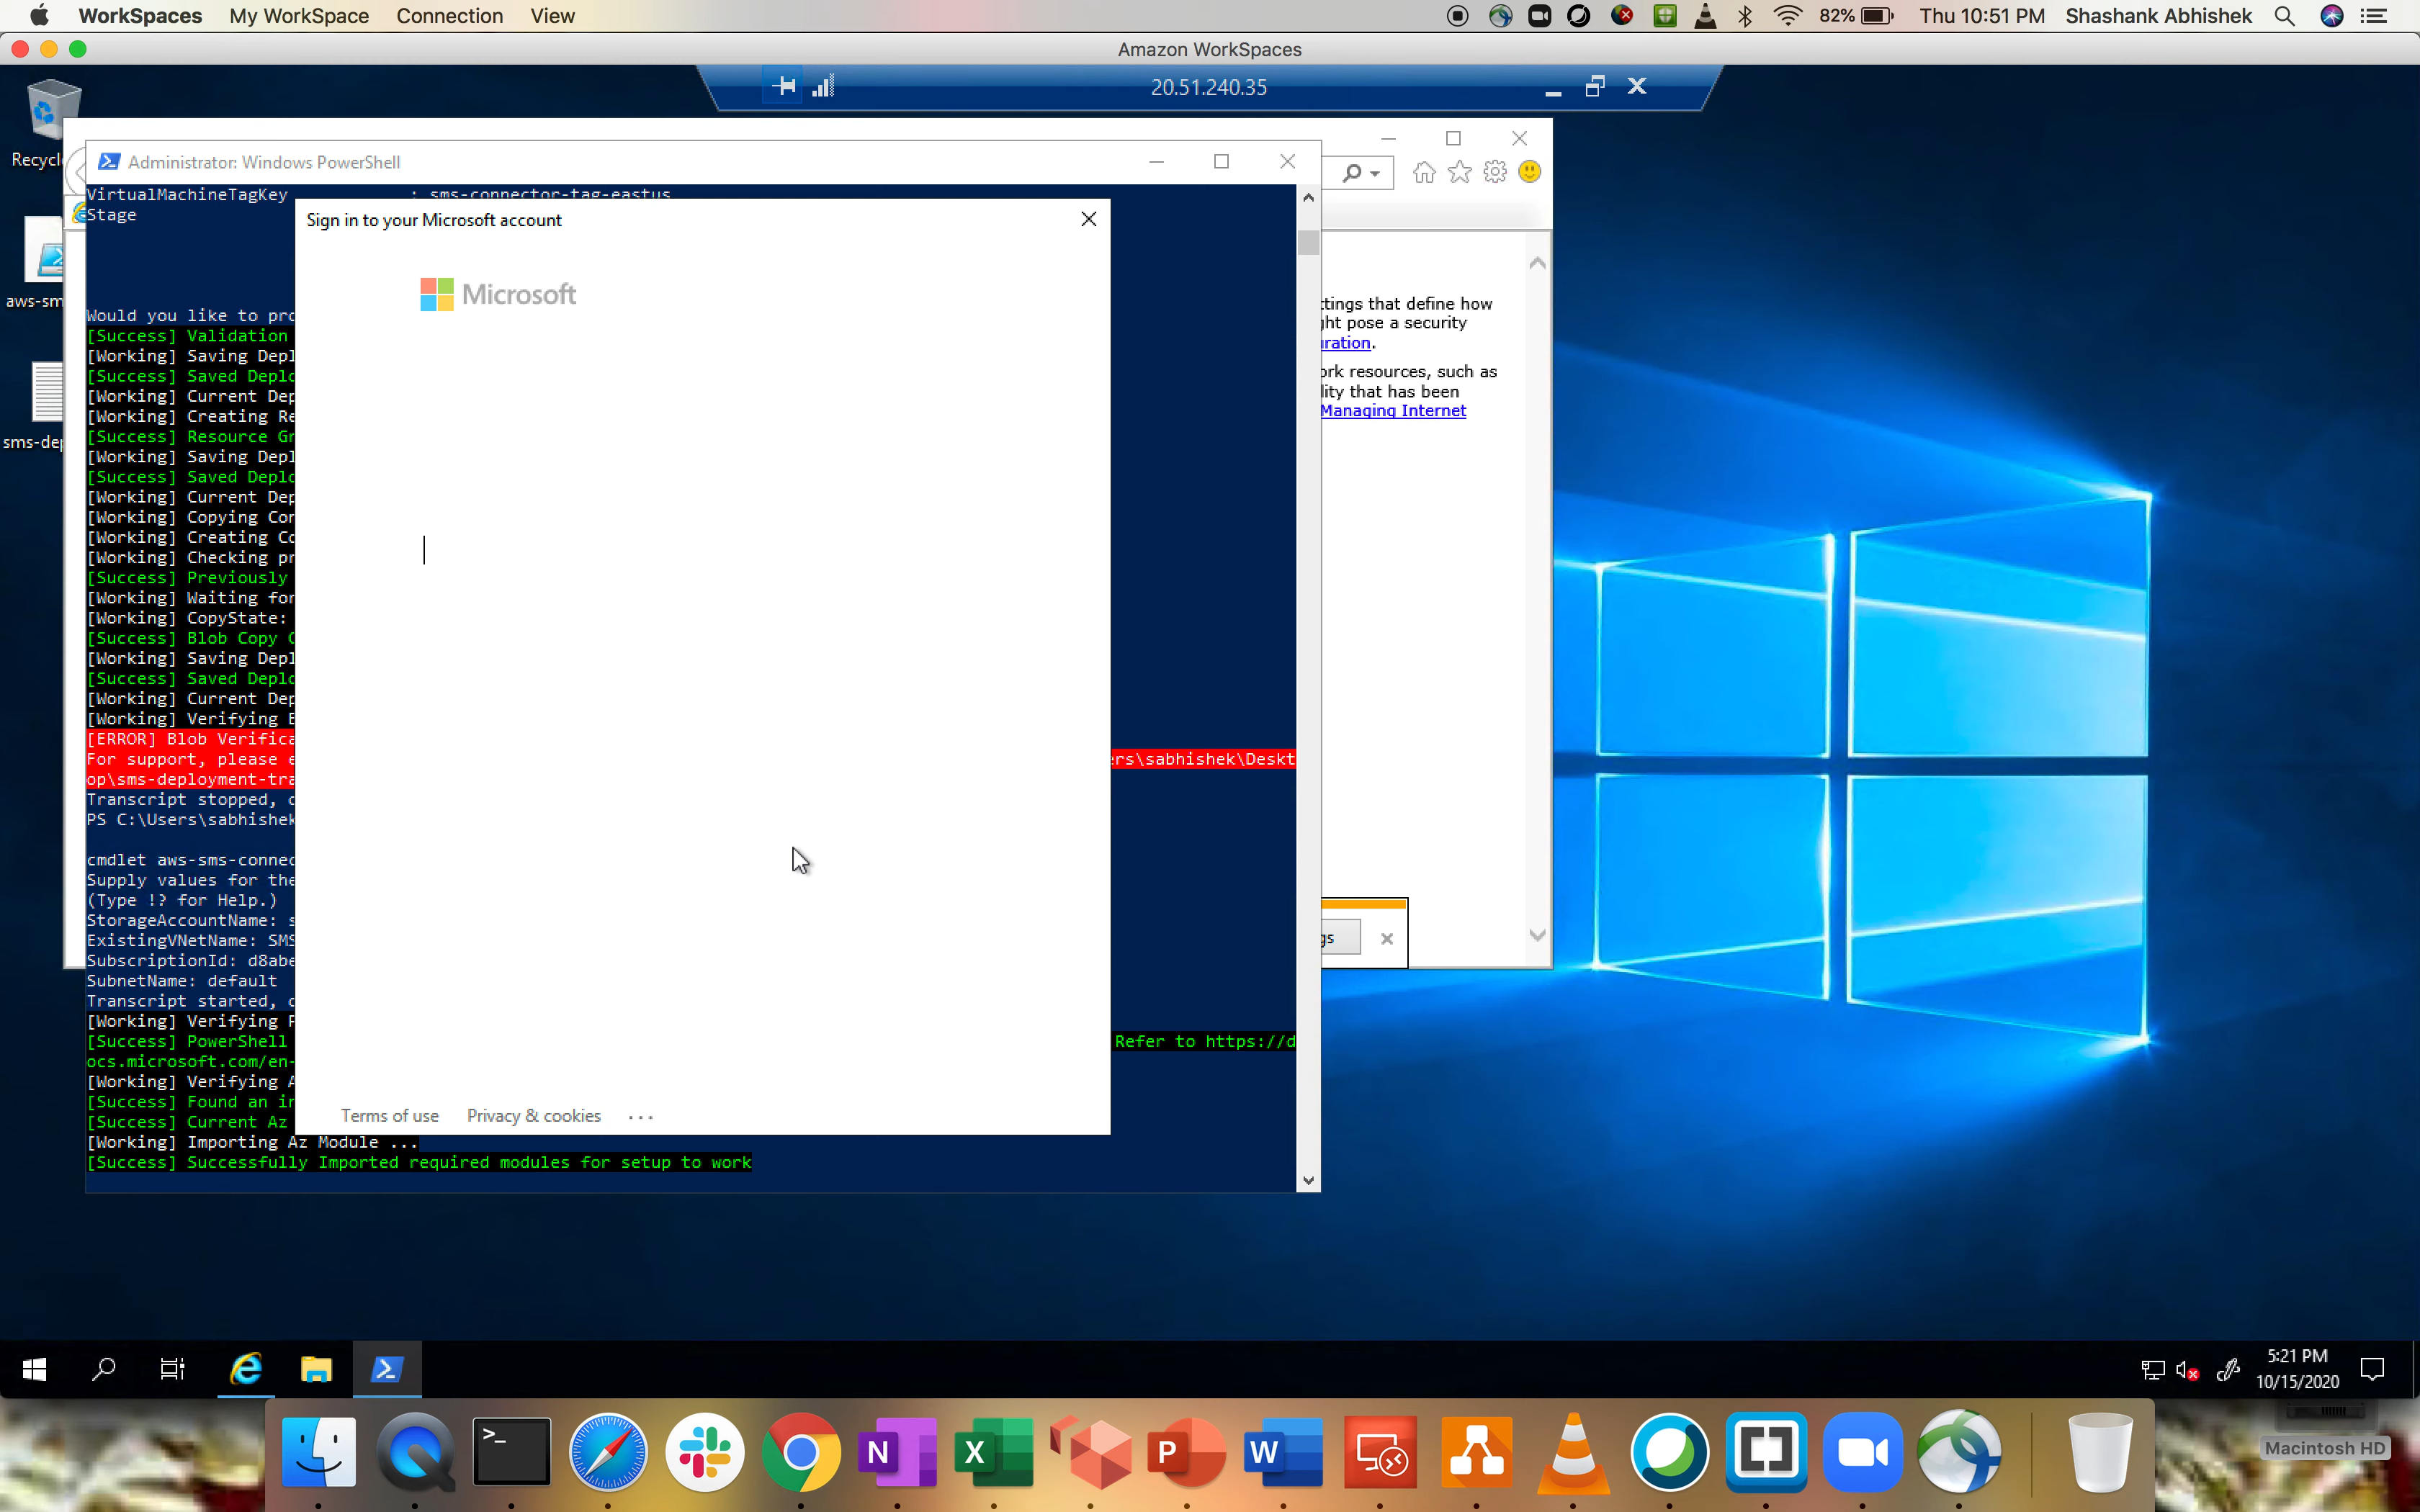 WorkSpaces My WorkSpace Connection View 82% Thu 10:51 PM Shashank Abhishek
Amazon WorkSpaces
20.51.240.35
Administrator: Windows PowerShell
VirtualMachineTagKey : sms-connector-tag-eastus
Stage
Sign in to your Microsoft account
Microsoft
Would you like to pro
[Success] Validation
[Working] Saving Depl
[Success] Saved Deplo
[Working] Current Dep
[Working] Creating Re
[Success] Resource Gr
[Working] Saving Depl
[Success] Saved Deplo
[Working] Current Dep
[Working] Copying Con
[Working] Creating Co
[Working] Checking pr
[Success] Previously
[Working] Waiting for
[Working] CopyState:
[Success] Blob Copy C
[Working] Saving Depl
[Success] Saved Deplo
[Working] Current Dep
[Working] Verifying B
[ERROR] Blob Verifica
For support, please e
ers\sabhishek\Deskt
op\sms-deployment-tra
Transcript stopped, o
PS C:\Users\sabhishek
cmdlet aws-sms-connec
Supply values for the
(Type !? for Help.)
StorageAccountName: s
ExistingVNetName: SMS
SubscriptionId: d8abe
SubnetName: default
Transcript started, o
[Working] Verifying P
[Success] PowerShell
Refer to https://d
ocs.microsoft.com/en-
[Working] Verifying A
[Success] Found an in
[Success] Current Az
[Working] Importing Az Module ...
[Success] Successfully Imported required modules for setup to work
Terms of use Privacy & cookies ...
ttings that define how
ght pose a security
uration.
ork resources, such as
lity that has been
Managing Internet
gs
Recycl
aws-sm
sms-dep
5:21 PM
10/15/2020
Macintosh HD
N X P W